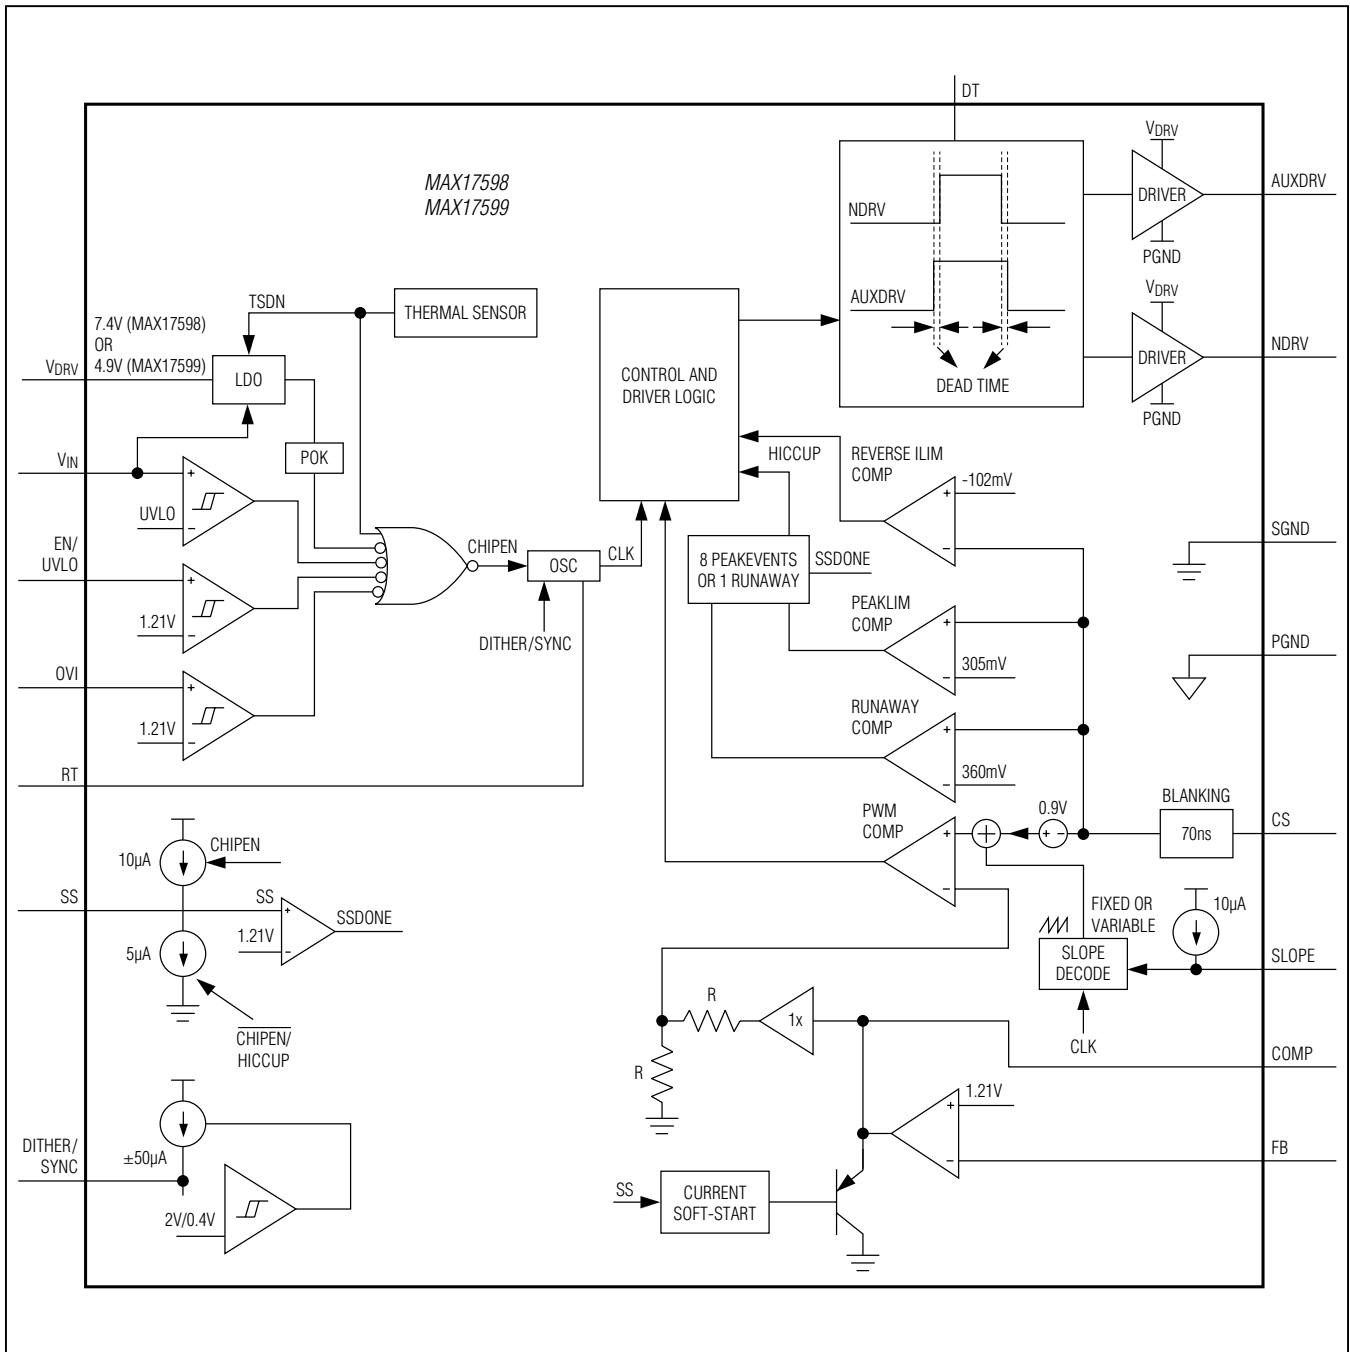 DT
MAX17598
MAX17599
VDRV
DRIVER
PGND
AUXDRV
NDRV
AUXDRV
DEAD TIME
VDRV
DRIVER
PGND
NDRV
TSDN
THERMAL SENSOR
7.4V (MAX17598)
OR
4.9V (MAX17599)
VDRV
LDO
POK
VIN
+
UVLO
−
EN/
UVLO
+
1.21V
−
OVI
+
1.21V
−
RT
CHIPEN
OSC
CLK
DITHER/SYNC
CONTROL AND
DRIVER LOGIC
HICCUP
REVERSE ILIM
COMP
+
-102mV
−
8 PEAKEVENTS
OR 1 RUNAWAY
SSDONE
PEAKLIM
COMP
+
305mV
−
RUNAWAY
COMP
+
360mV
−
PWM
COMP
+
−
+
0.9V
+ −
BLANKING
70ns
SGND
PGND
CS
10µA
CHIPEN
SS
SS
+
1.21V
−
SSDONE
5µA
CHIPEN/
HICCUP
FIXED OR
VARIABLE
10µA
SLOPE
DECODE
SLOPE
CLK
R
1x
R
COMP
+
1.21V
−
FB
SS
CURRENT
SOFT-START
DITHER/
SYNC
±50µA
2V/0.4V